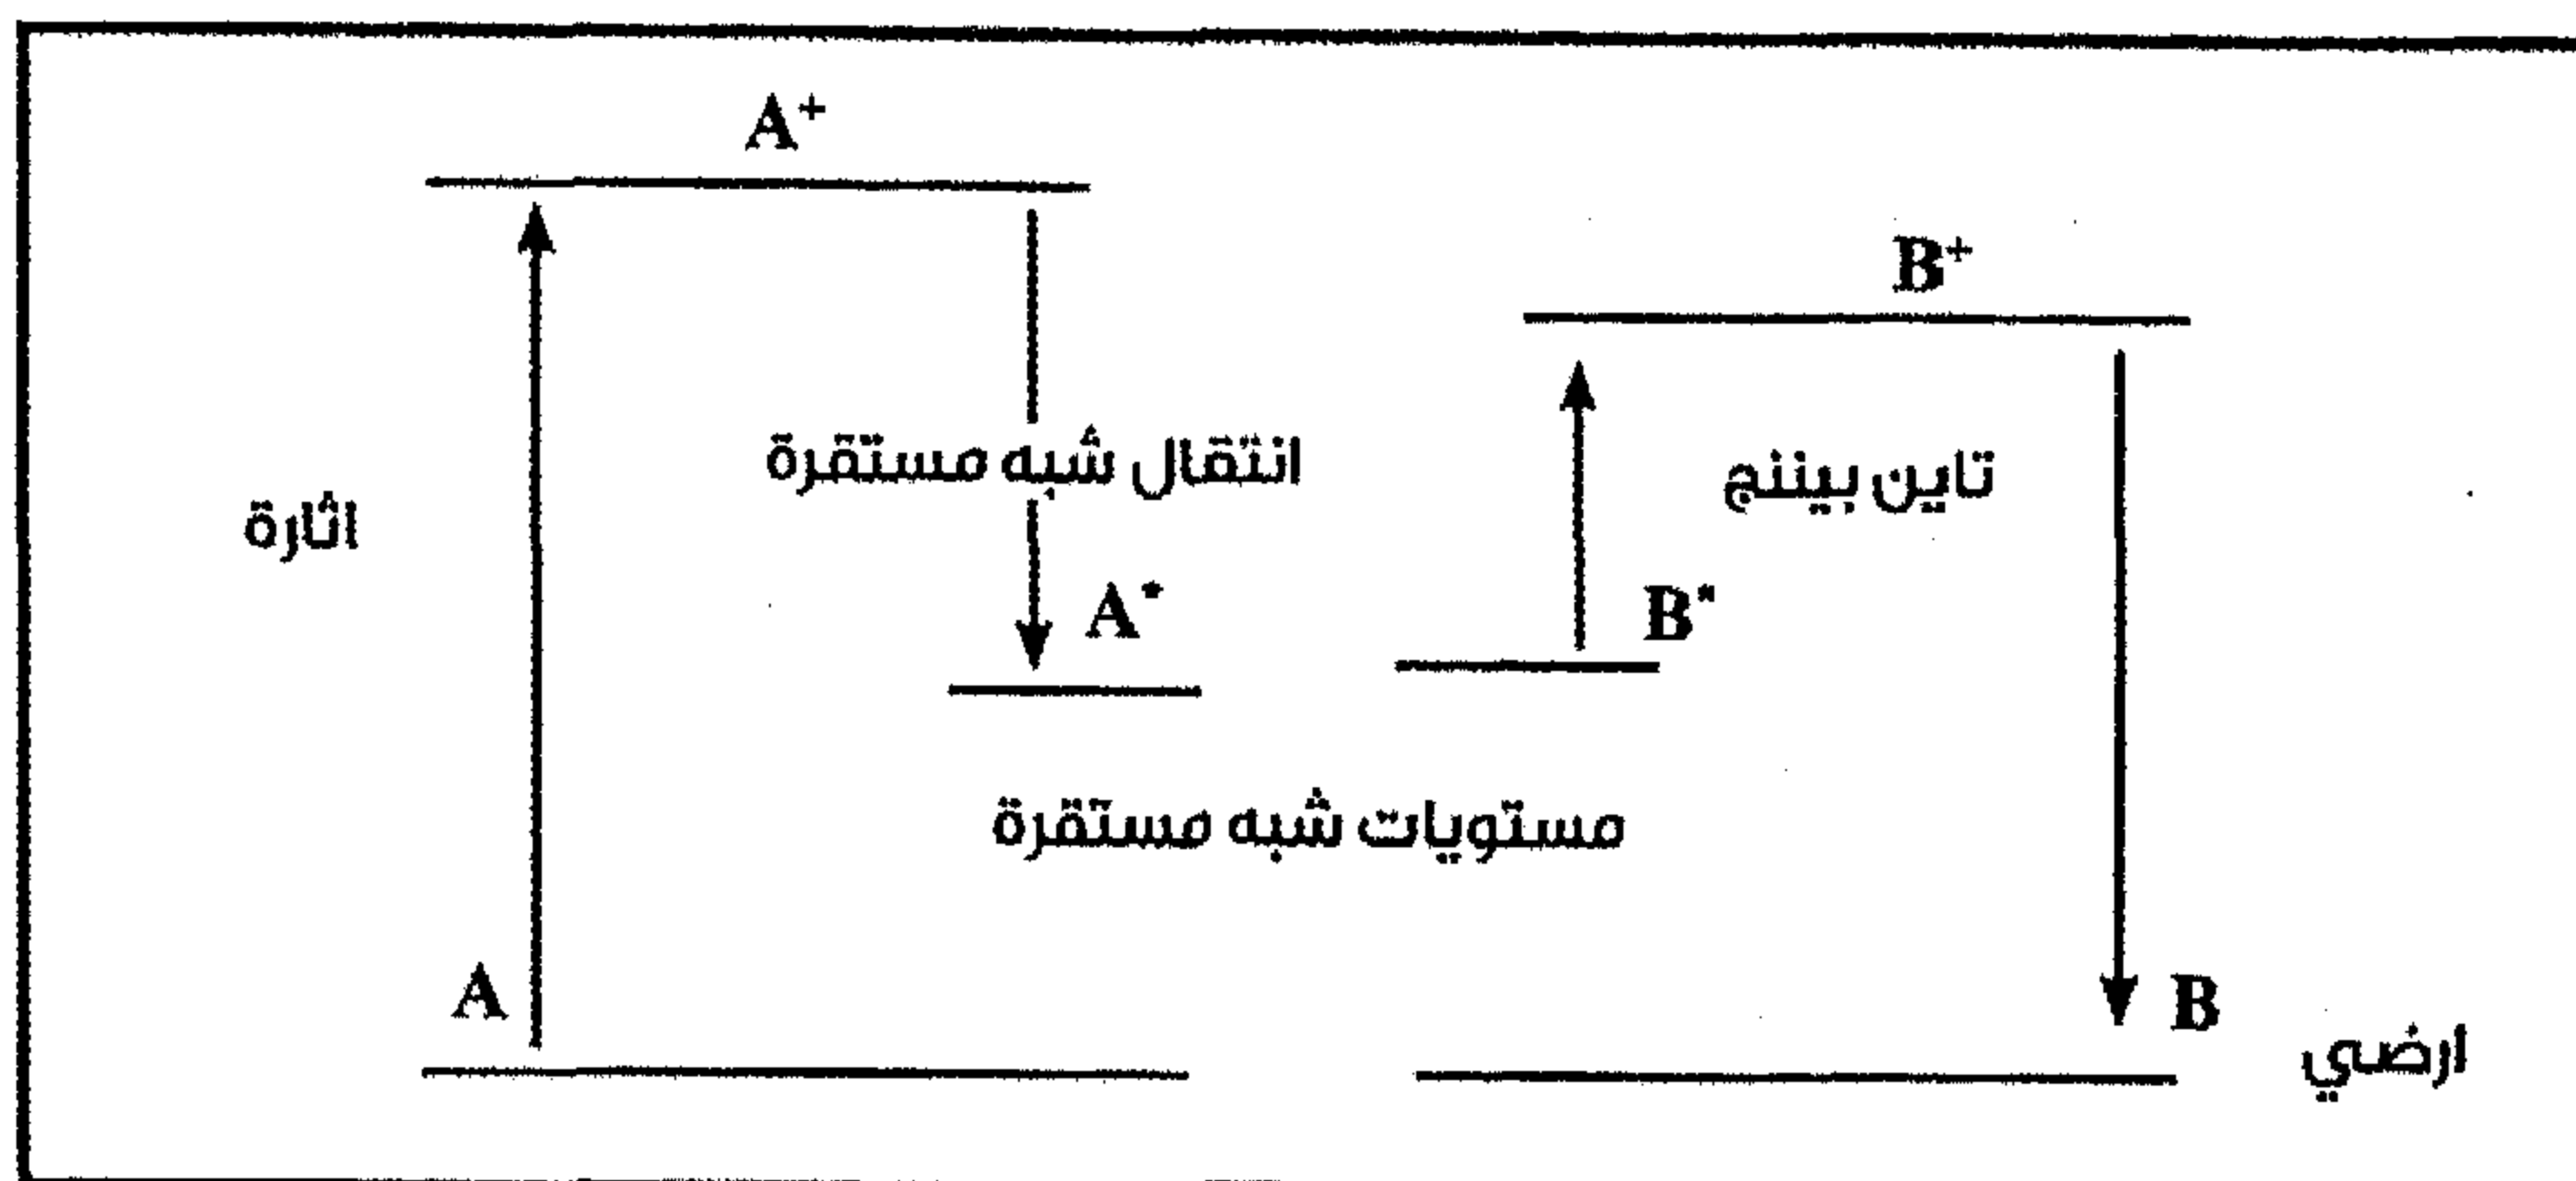 A⁺
B⁺
انتقال شبه مستقرة
تاين بيننج
اثارة
A*
B*
مستويات شبه مستقرة
A
B
ارضي